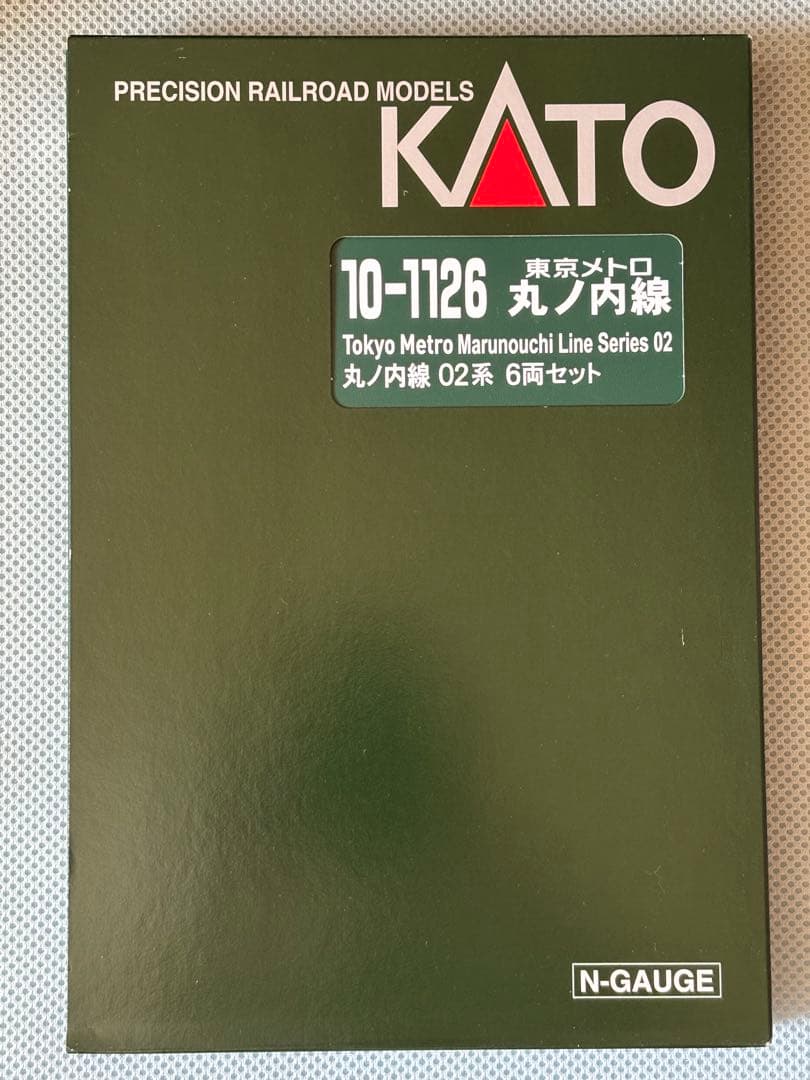 PRECISION RAILROAD MODELS
KATO
10-1126 東京メトロ
丸ノ内線
Tokyo Metro Marunouchi Line Series 02
丸ノ内線 02系 6両セット
N-GAUGE